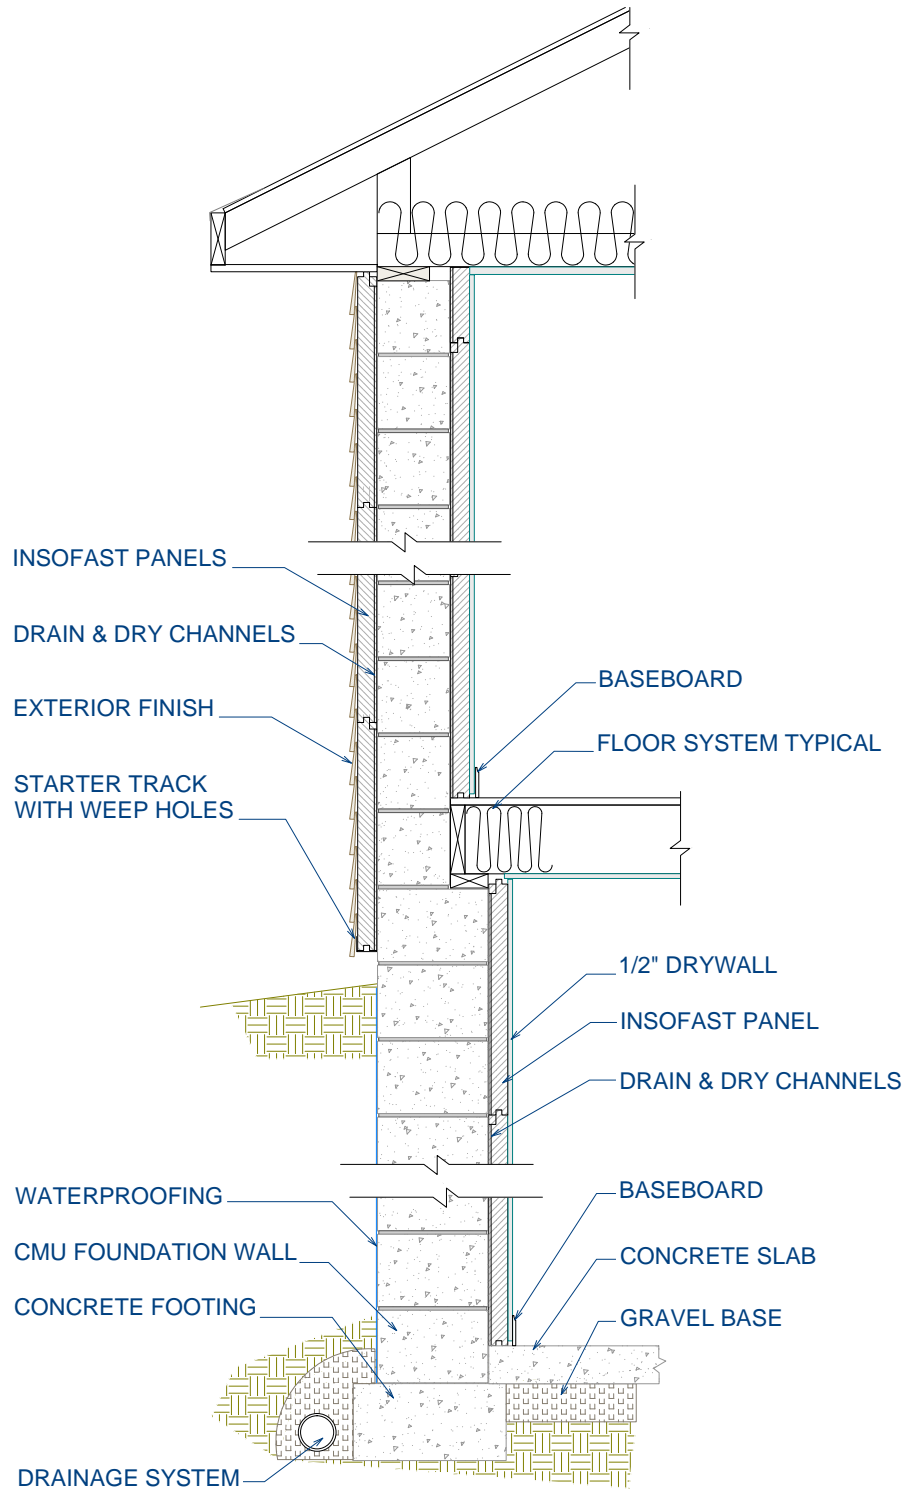 INSOFAST PANELS
DRAIN & DRY CHANNELS
EXTERIOR FINISH
STARTER TRACK
WITH WEEP HOLES
BASEBOARD
FLOOR SYSTEM TYPICAL
1/2" DRYWALL
INSOFAST PANEL
DRAIN & DRY CHANNELS
WATERPROOFING
CMU FOUNDATION WALL
CONCRETE FOOTING
BASEBOARD
CONCRETE SLAB
GRAVEL BASE
DRAINAGE SYSTEM